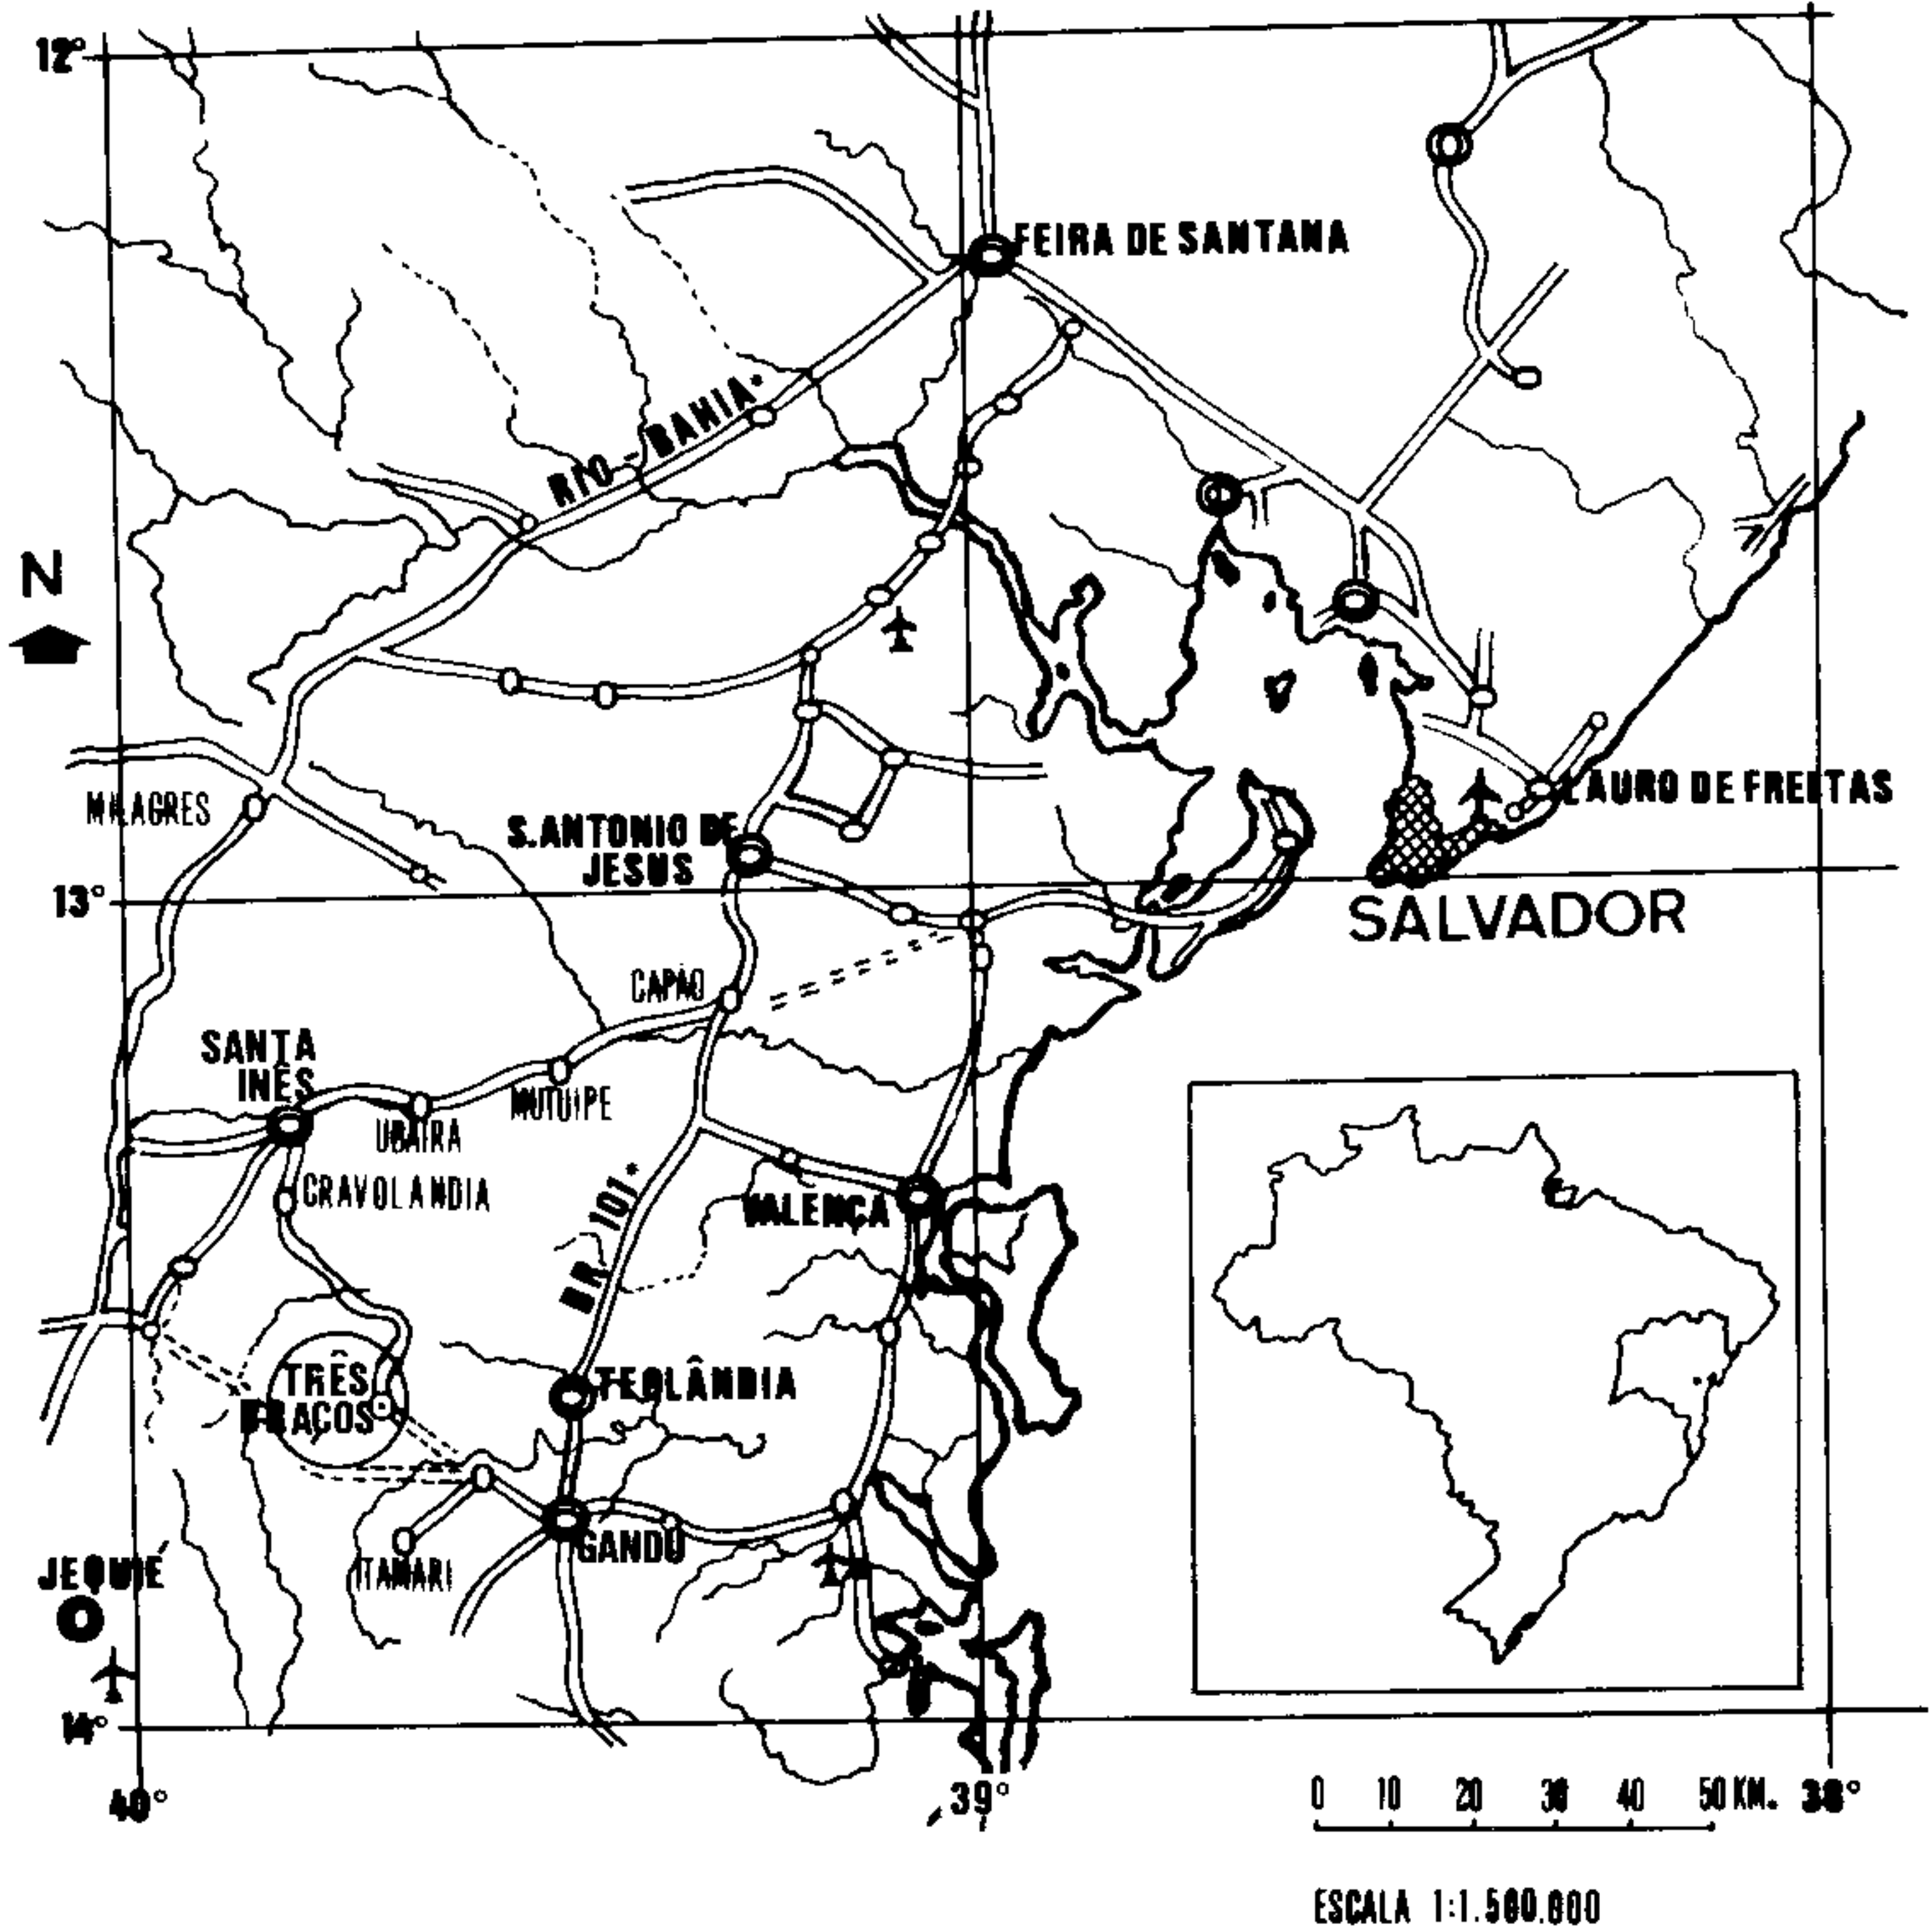 12°
FEIRA DE SANTANA
RIO - BAHIA.
N
MILAGRES
LAURO DE FREITAS
S. ANTONIO DE
JESUS
13°
SALVADOR
CAPÃO
SANTA
INÊS
MUTUIPE
UBAIRA
CRAVOLANDIA
VALENÇA
BR 101.
TRÊS
BRAÇOS
TEOLÂNDIA
GANDÚ
ITAMARI
JEQUIÉ
14°
40°
39°
38°
0 10 20 30 40 50 KM.
ESCALA 1:1.500.000